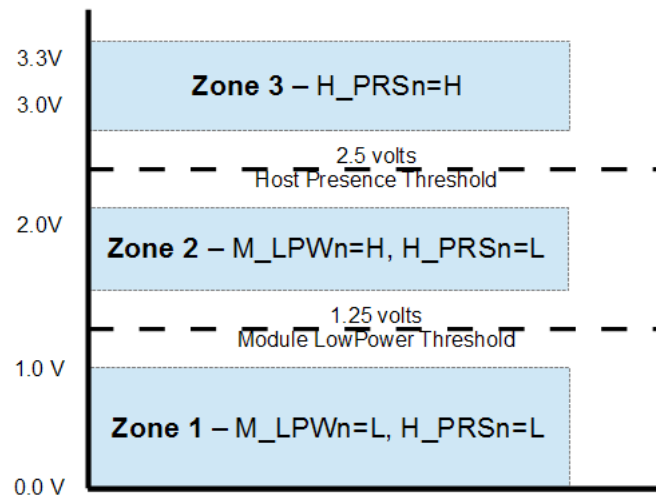 3.3V
Zone 3 – H_PRSn=H
3.0V
2.5 volts
Host Presence Threshold
2.0V
Zone 2 – M_LPWn=H, H_PRSn=L
1.25 volts
Module LowPower Threshold
1.0 V
Zone 1 – M_LPWn=L, H_PRSn=L
0.0 V